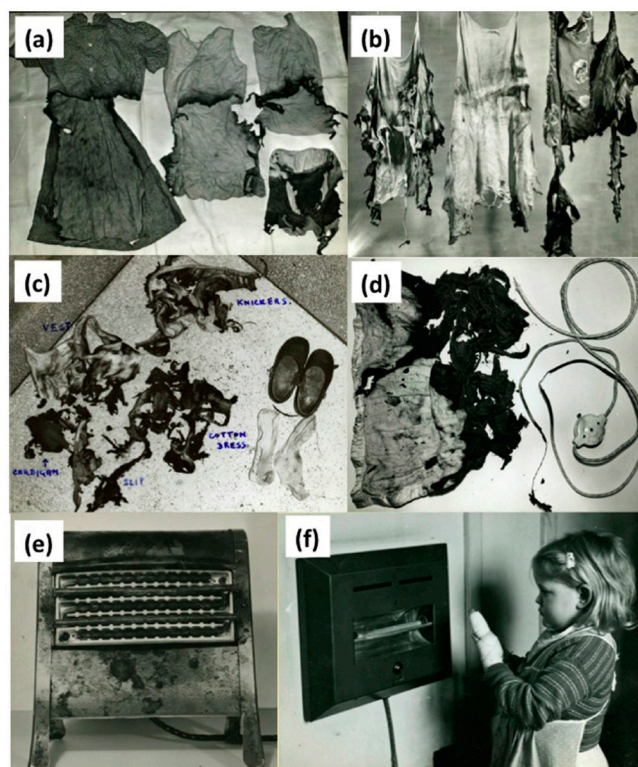 (a)
(b)
(c)
KNICKERS.
VEST
COTTON
DRESS.
CARDIGAN.
SLIP
(d)
(e)
(f)